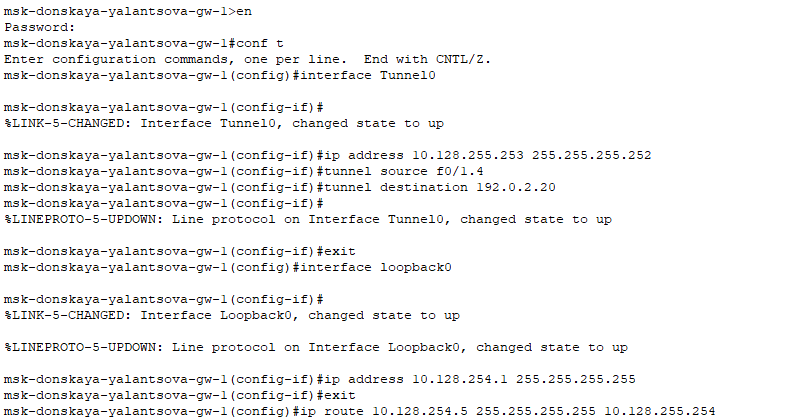 msk-donskaya-yalantsova-gw-1>en
Password:
msk-donskaya-yalantsova-gw-1#conf t
Enter configuration commands, one per line.  End with CNTL/Z.
msk-donskaya-yalantsova-gw-1(config)#interface Tunnel0
msk-donskaya-yalantsova-gw-1(config-if)#
%LINK-5-CHANGED: Interface Tunnel0, changed state to up
msk-donskaya-yalantsova-gw-1(config-if)#ip address 10.128.255.253 255.255.255.252
msk-donskaya-yalantsova-gw-1(config-if)#tunnel source f0/1.4
msk-donskaya-yalantsova-gw-1(config-if)#tunnel destination 192.0.2.20
msk-donskaya-yalantsova-gw-1(config-if)#
%LINEPROTO-5-UPDOWN: Line protocol on Interface Tunnel0, changed state to up
msk-donskaya-yalantsova-gw-1(config-if)#exit
msk-donskaya-yalantsova-gw-1(config)#interface loopback0
msk-donskaya-yalantsova-gw-1(config-if)#
%LINK-5-CHANGED: Interface Loopback0, changed state to up
%LINEPROTO-5-UPDOWN: Line protocol on Interface Loopback0, changed state to up
msk-donskaya-yalantsova-gw-1(config-if)#ip address 10.128.254.1 255.255.255.255
msk-donskaya-yalantsova-gw-1(config-if)#exit
msk-donskaya-yalantsova-gw-1(config)#ip route 10.128.254.5 255.255.255.255 10.128.255.254